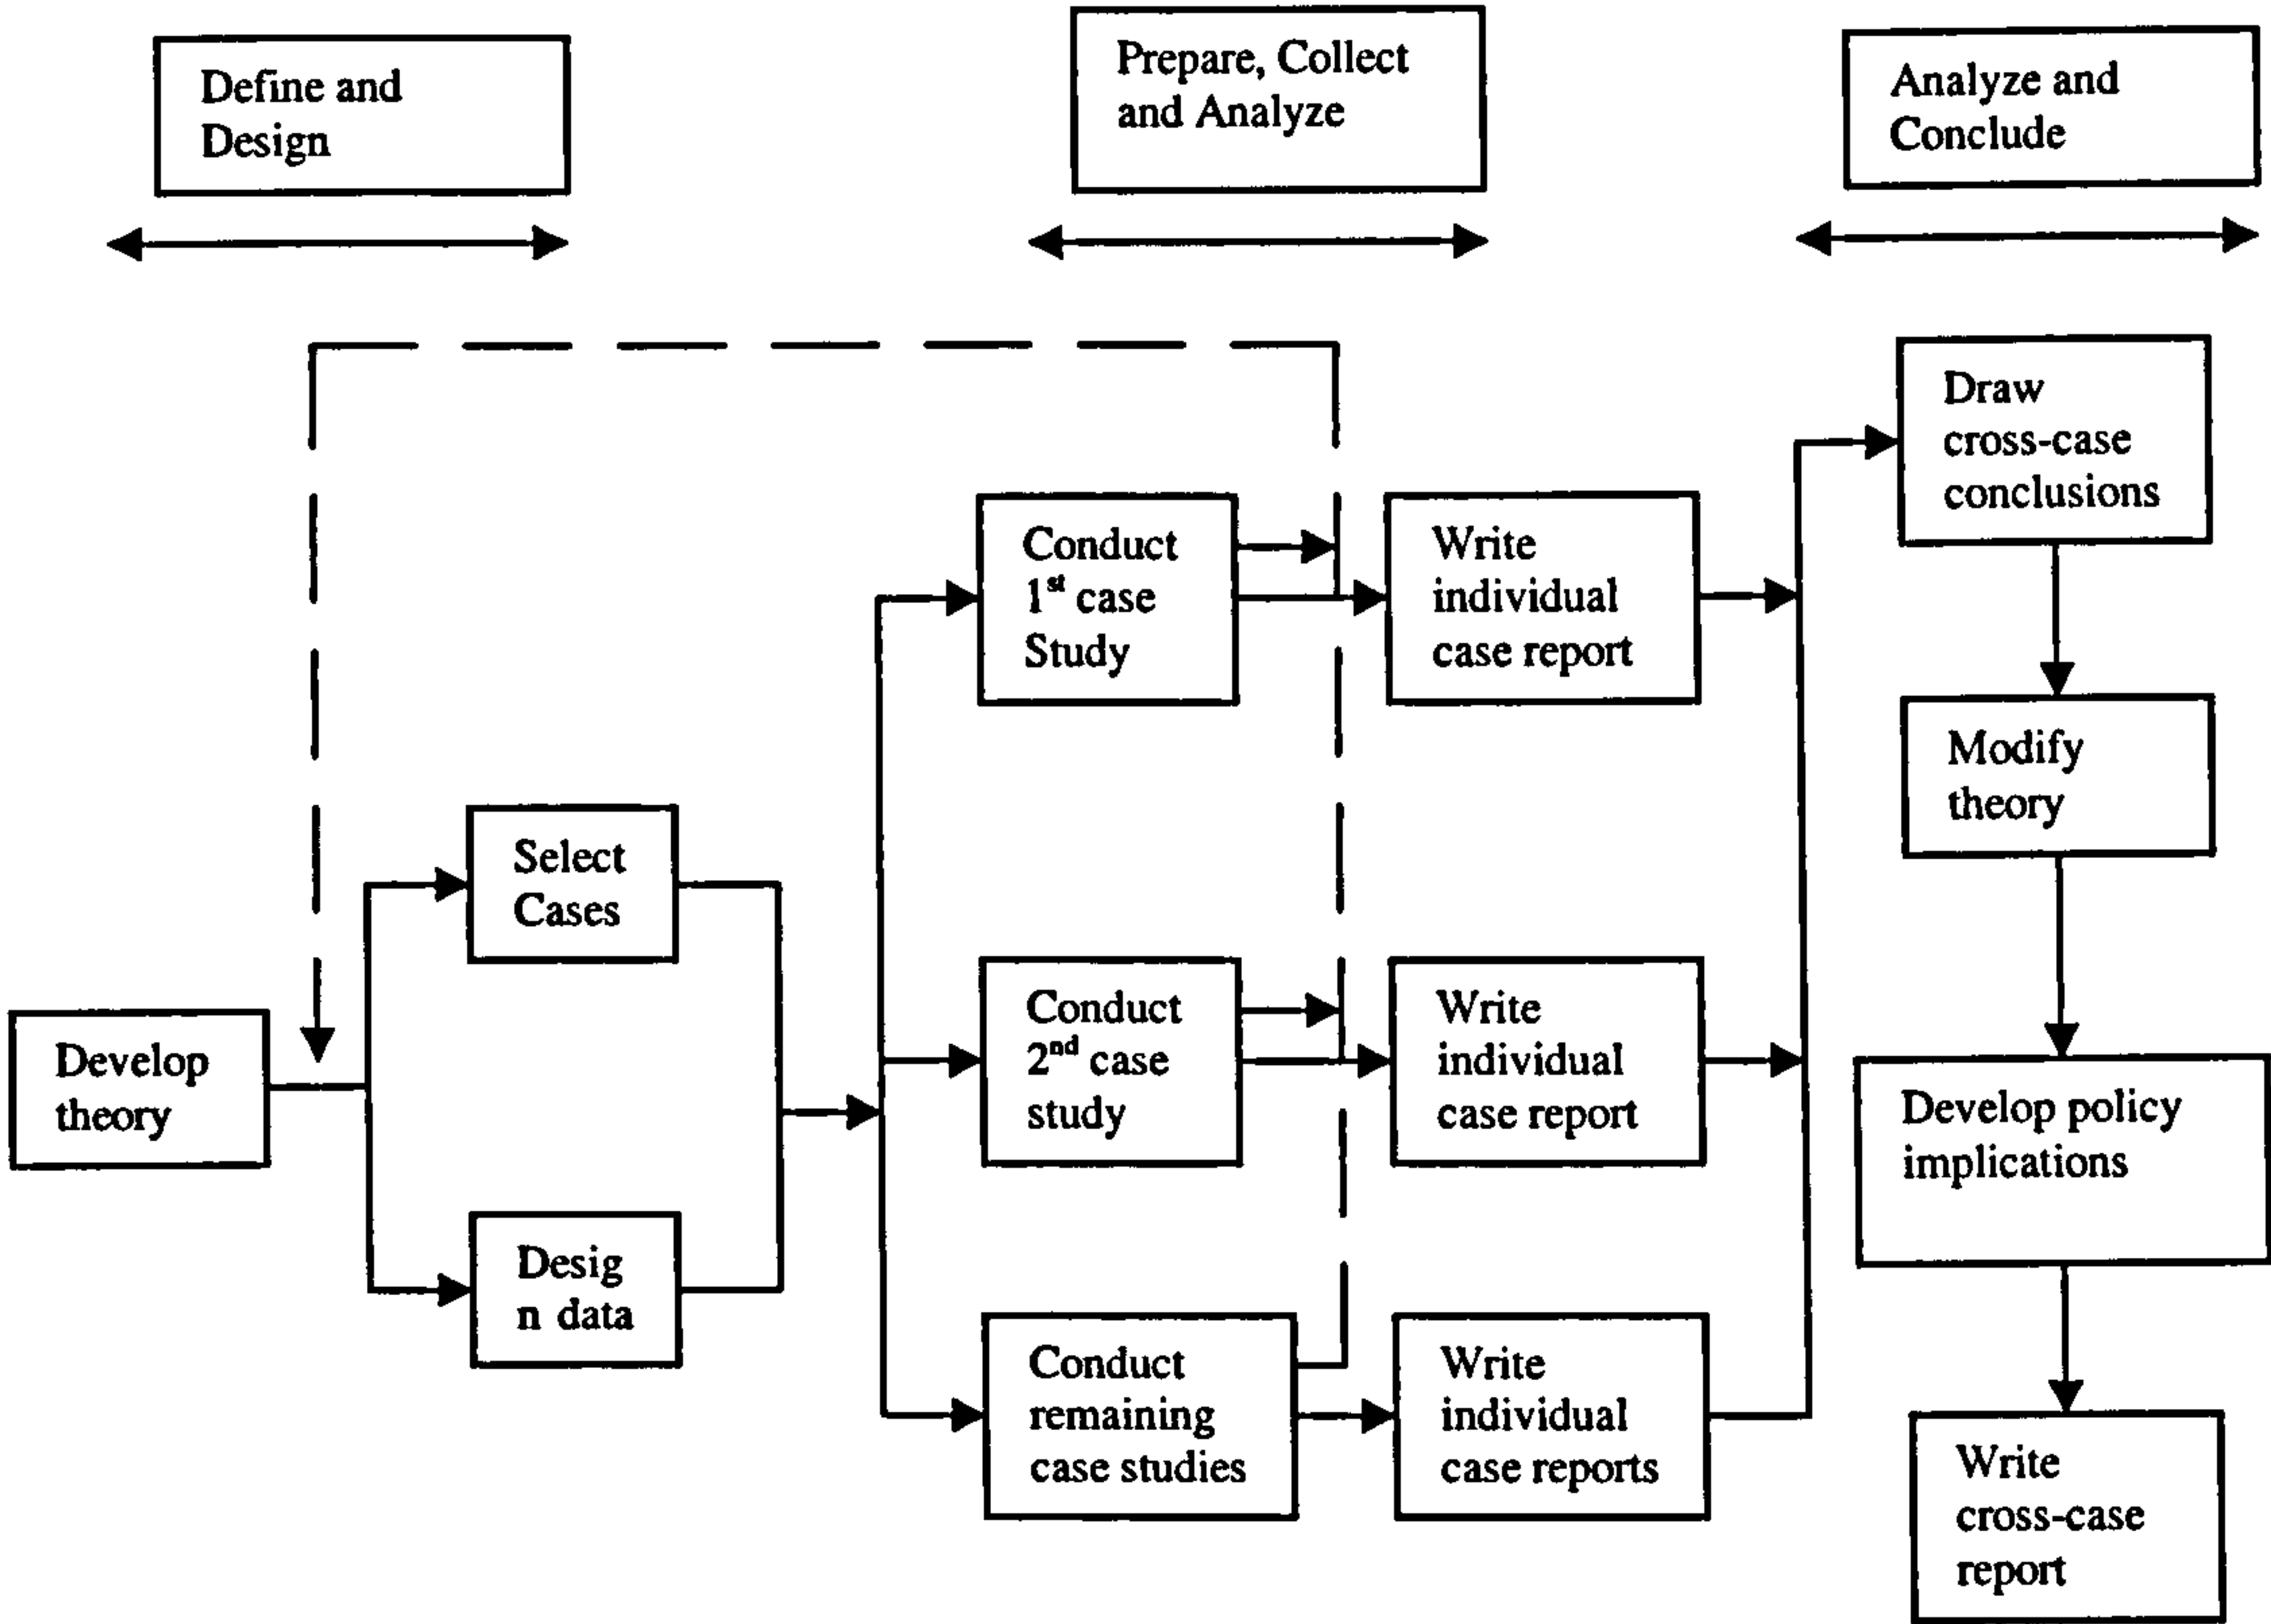 Define and
Design
Prepare, Collect
and Analyze
Analyze and
Conclude
Draw
cross-case
conclusions
Conduct
1st case
Study
Write
individual
case report
Modify
theory
Select
Cases
Develop
theory
Conduct
2nd case
study
Write
individual
case report
Develop policy
implications
Desig
n data
Conduct
remaining
case studies
Write
individual
case reports
Write
cross-case
report